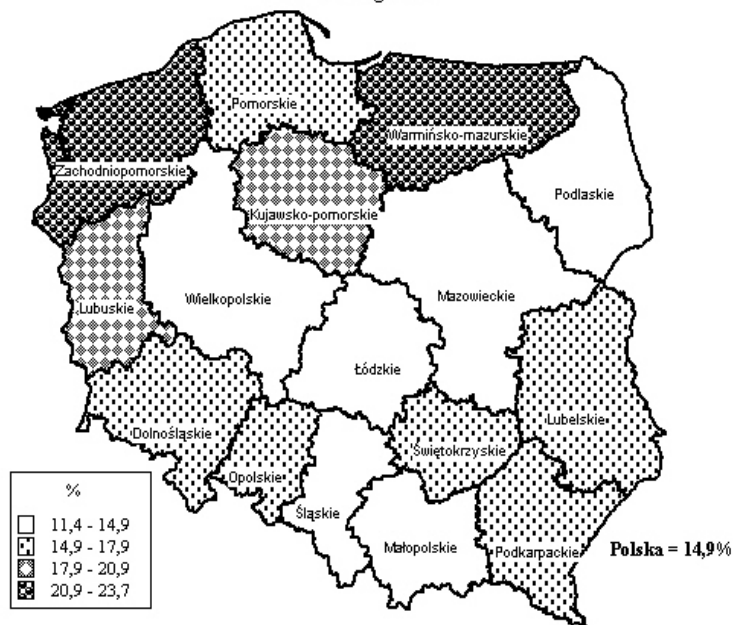 Pomorskie
Warmińsko-mazurskie
Zachodniopomorskie
Podlaskie
Kujawsko-pomorskie
Wielkopolskie
Mazowieckie
Lubuskie
Łódzkie
Lubelskie
Dolnośląskie
Świętokrzyskie
Opolskie
Śląskie
Małopolskie
Podkarpackie
Polska = 14,9%
%
11,4 - 14,9
14,9 - 17,9
17,9 - 20,9
20,9 - 23,7